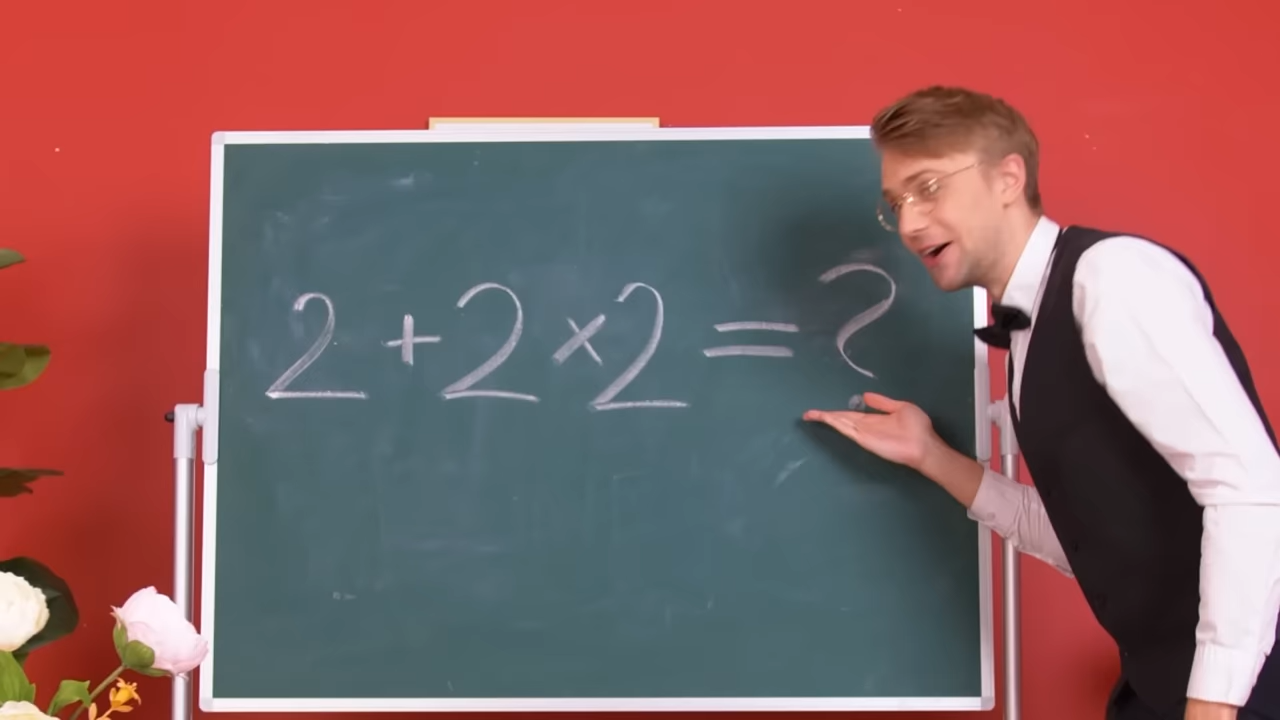 2 + 2 × 2 = ?